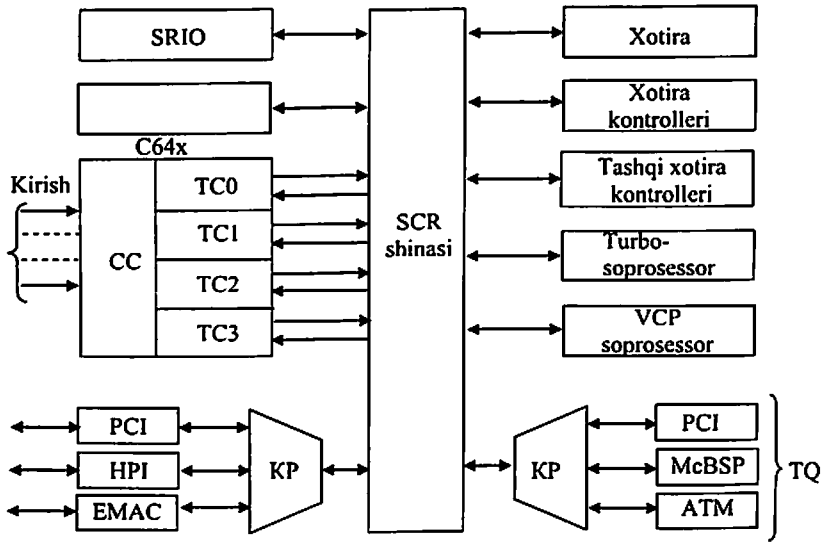 SRIO
Xotira
Xotira
kontrolleri
C64x
Kirish
CC
TC0
TC1
TC2
TC3
SCR
shinasi
Tashqi xotira
kontrolleri
Turbo-
soprosessor
VCP
soprosessor
PCI
HPI
EMAC
KP
KP
PCI
McBSP
ATM
TQ